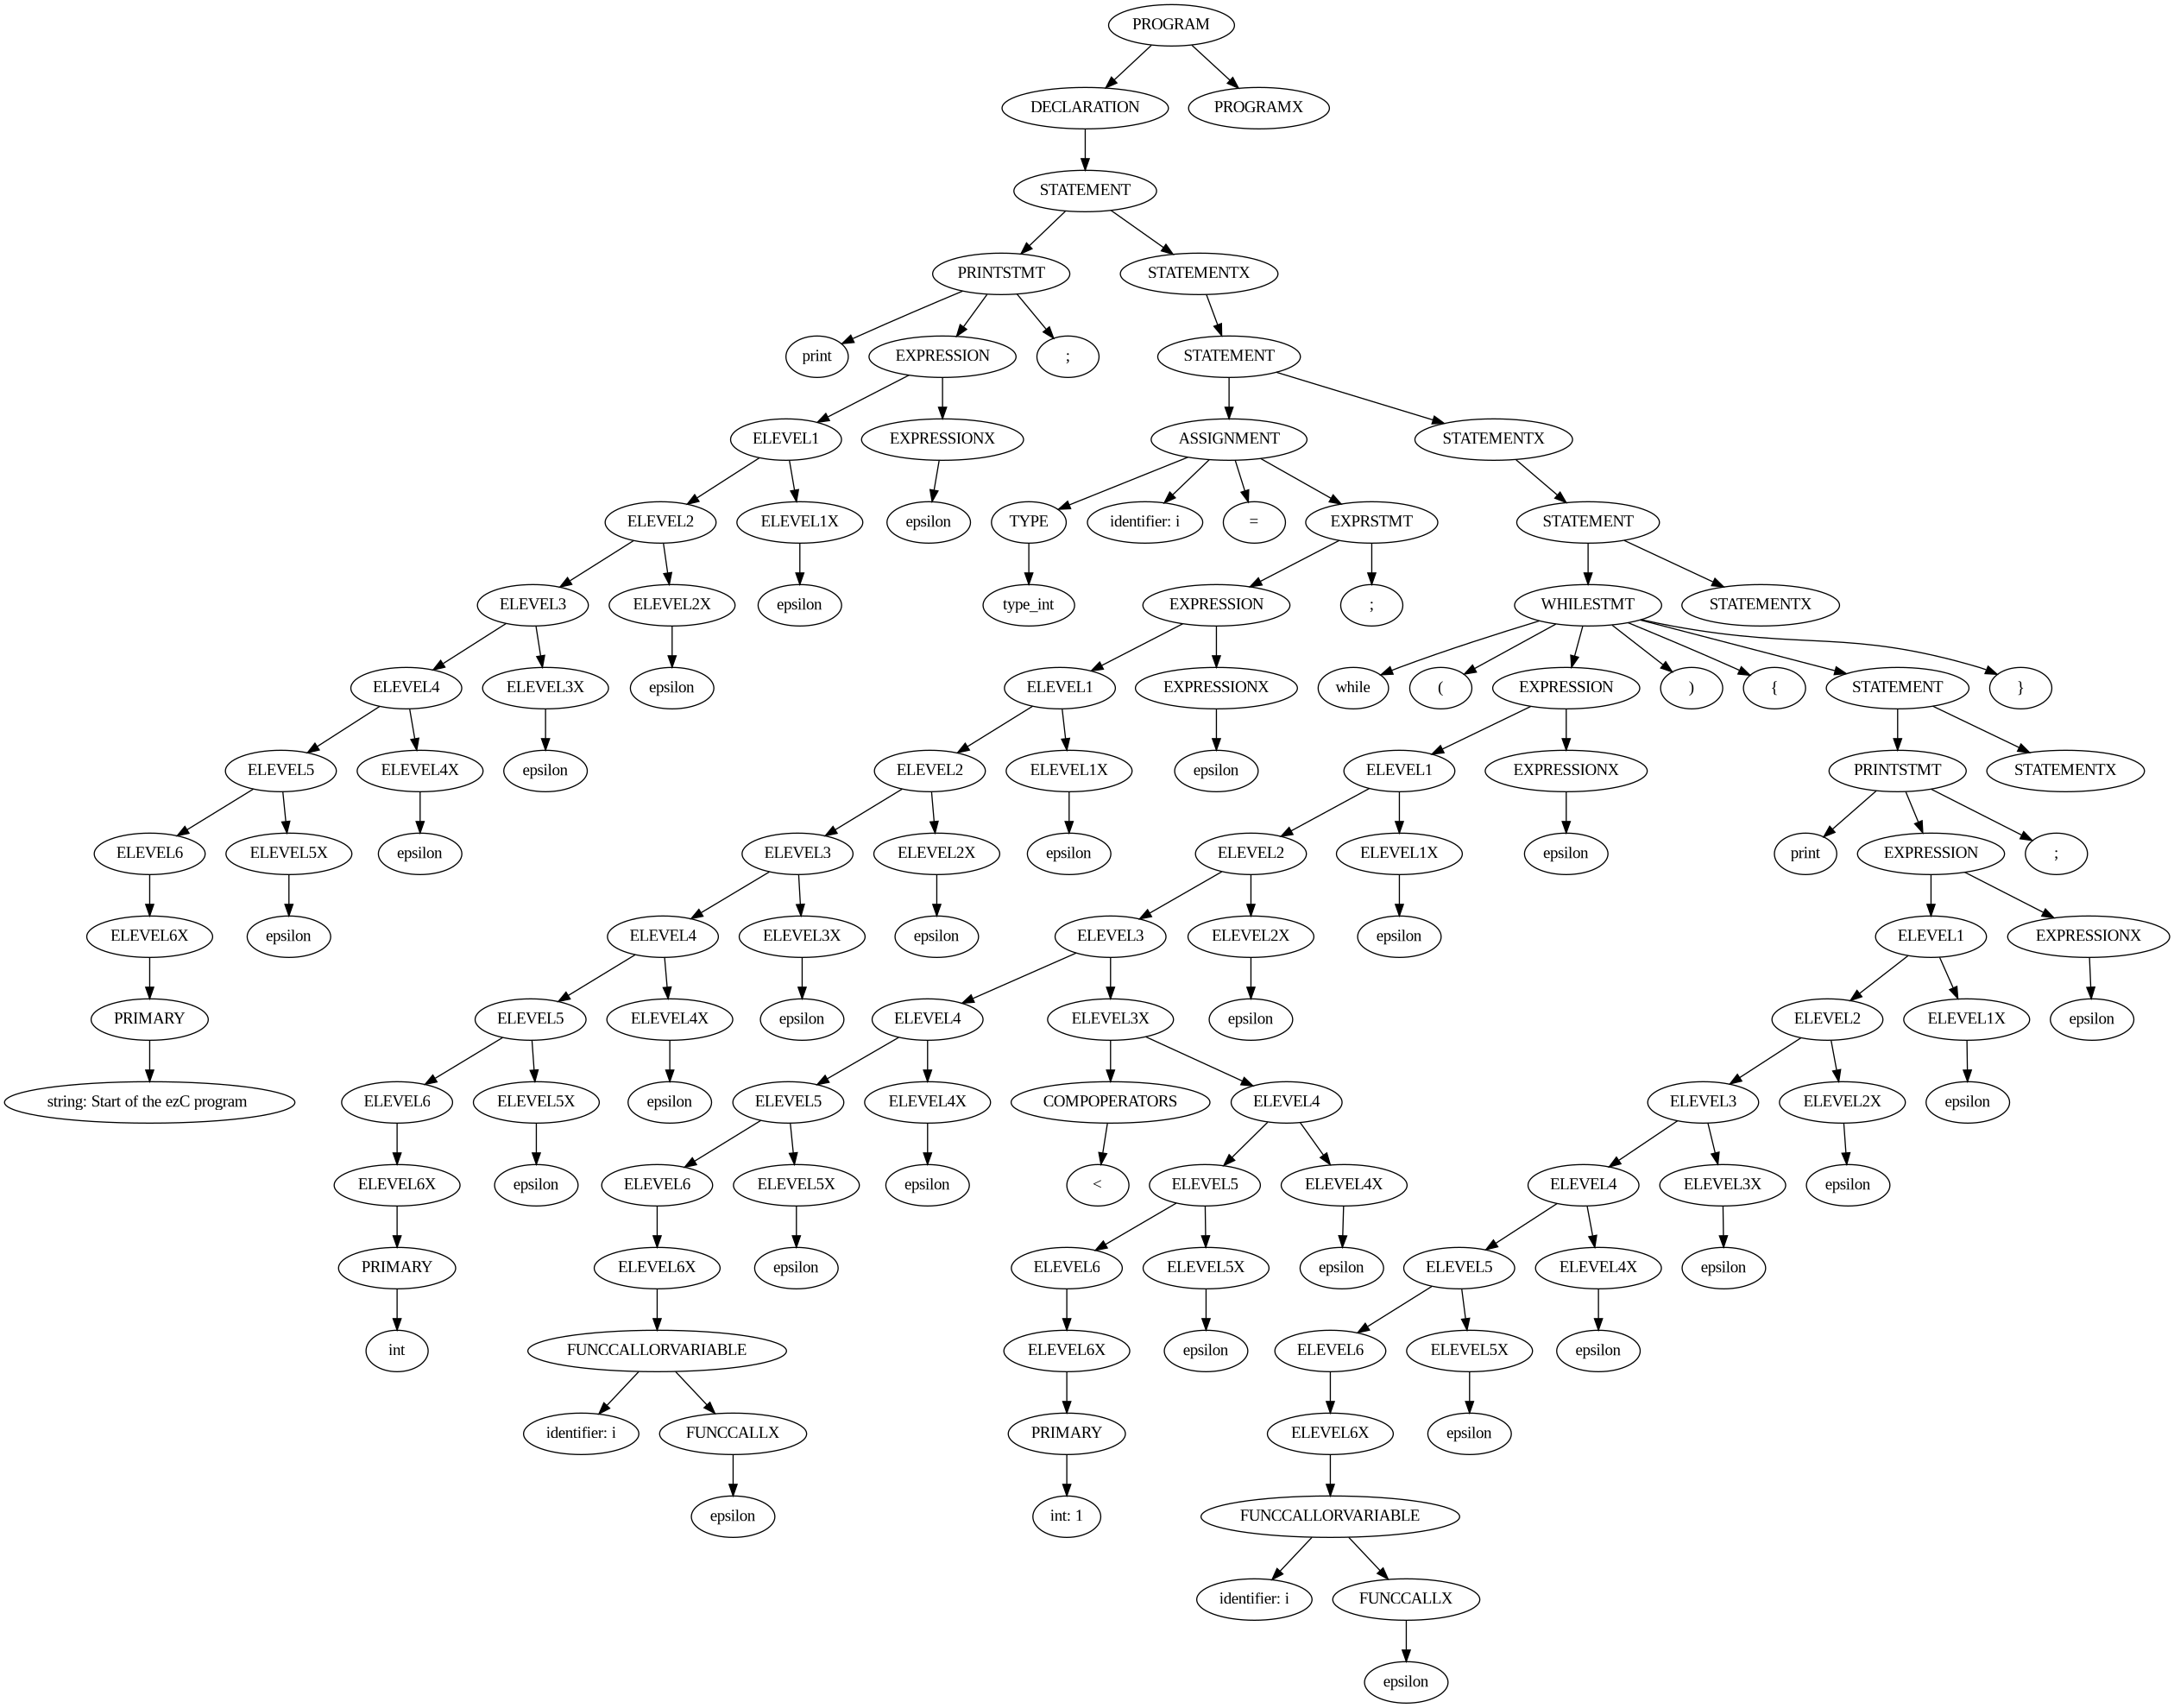 PROGRAM
DECLARATION PROGRAMX
STATEMENT
PRINTSTMT STATEMENTX
print EXPRESSION ; STATEMENT
ELEVEL1 EXPRESSIONX ASSIGNMENT STATEMENTX
ELEVEL2 ELEVEL1X epsilon TYPE identifier: i = EXPRSTMT STATEMENT
ELEVEL3 ELEVEL2X epsilon type_int EXPRESSION ; WHILESTMT STATEMENTX
ELEVEL4 ELEVEL3X epsilon ELEVEL1 EXPRESSIONX while ( EXPRESSION ) { STATEMENT }
ELEVEL5 ELEVEL4X epsilon ELEVEL2 ELEVEL1X epsilon ELEVEL1 EXPRESSIONX PRINTSTMT STATEMENTX
ELEVEL6 ELEVEL5X epsilon ELEVEL3 ELEVEL2X epsilon ELEVEL2 ELEVEL1X epsilon print EXPRESSION ;
ELEVEL6X epsilon ELEVEL4 ELEVEL3X epsilon ELEVEL3 ELEVEL2X epsilon ELEVEL1 EXPRESSIONX
PRIMARY ELEVEL5 ELEVEL4X epsilon ELEVEL4 ELEVEL3X epsilon ELEVEL2 ELEVEL1X epsilon
string: Start of the ezC program ELEVEL6 ELEVEL5X epsilon ELEVEL5 ELEVEL4X COMPOPERATORS ELEVEL4 ELEVEL3 ELEVEL2X epsilon
ELEVEL6X epsilon ELEVEL6 ELEVEL5X epsilon < ELEVEL5 ELEVEL4X ELEVEL4 ELEVEL3X epsilon
PRIMARY ELEVEL6X epsilon ELEVEL6 ELEVEL5X epsilon ELEVEL5 ELEVEL4X epsilon
int FUNCCALLORVARIABLE ELEVEL6X epsilon ELEVEL6 ELEVEL5X epsilon
identifier: i FUNCCALLX PRIMARY ELEVEL6X epsilon
epsilon int: 1 FUNCCALLORVARIABLE
identifier: i FUNCCALLX
epsilon